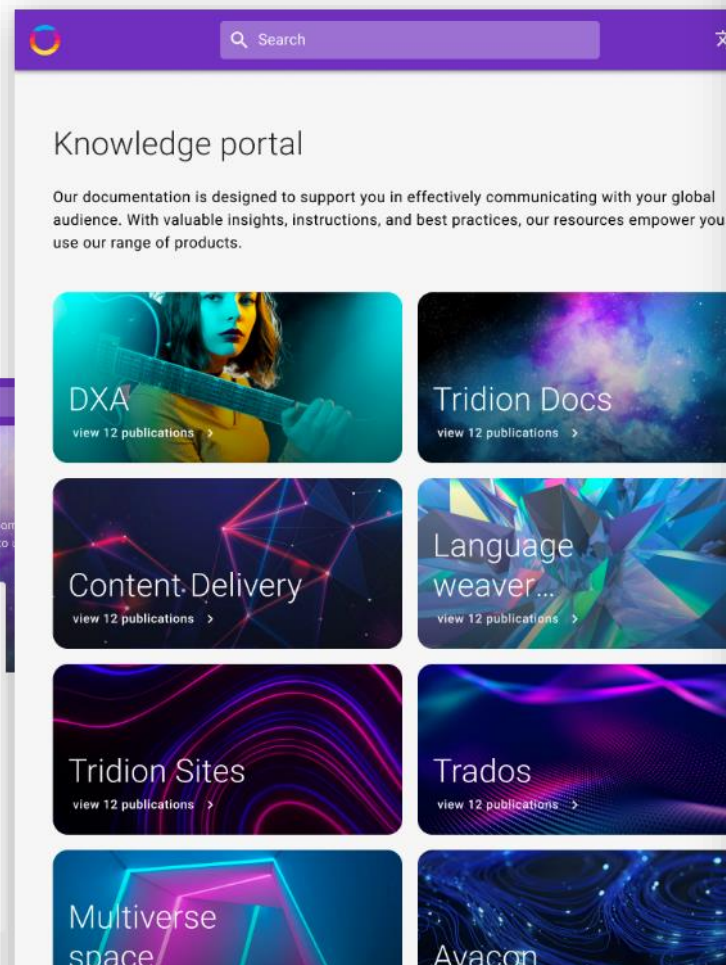 Search
文
Knowledge portal
Our documentation is designed to support you in effectively communicating with your global
audience. With valuable insights, instructions, and best practices, our resources empower you
use our range of products.
DXA
view 12 publications >
Tridion Docs
view 12 publications >
Content Delivery
view 12 publications >
Language
weaver...
view 12 publications >
Tridion Sites
view 12 publications >
Trados
view 12 publications >
Multiverse
space
Avacon